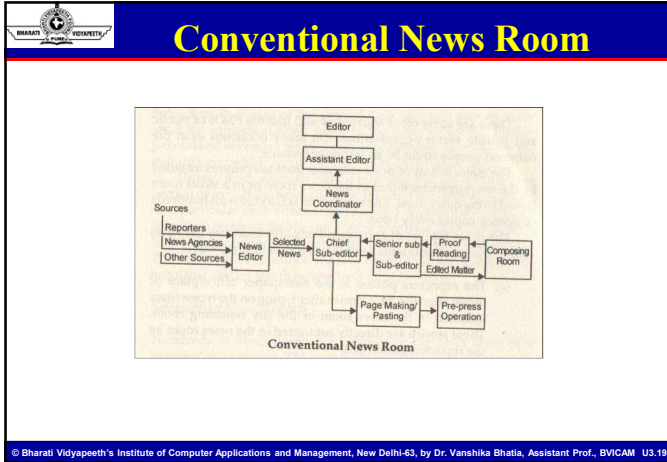 BHARATI
VIDYAPEETH
PUNE
Conventional News Room
Editor
Assistant Editor
News
Coordinator
Sources
Reporters
News Agencies
Other Sources
News
Editor
Selected
News
Chief
Sub-editor
Senior sub
&
Sub-editor
Proof
Reading
Edited Matter
Composing
Room
Page Making/
Pasting
Pre-press
Operation
Conventional News Room
© Bharati Vidyapeeth's Institute of Computer Applications and Management, New Delhi-63, by Dr. Vanshika Bhatia, Assistant Prof., BVICAM U3.19